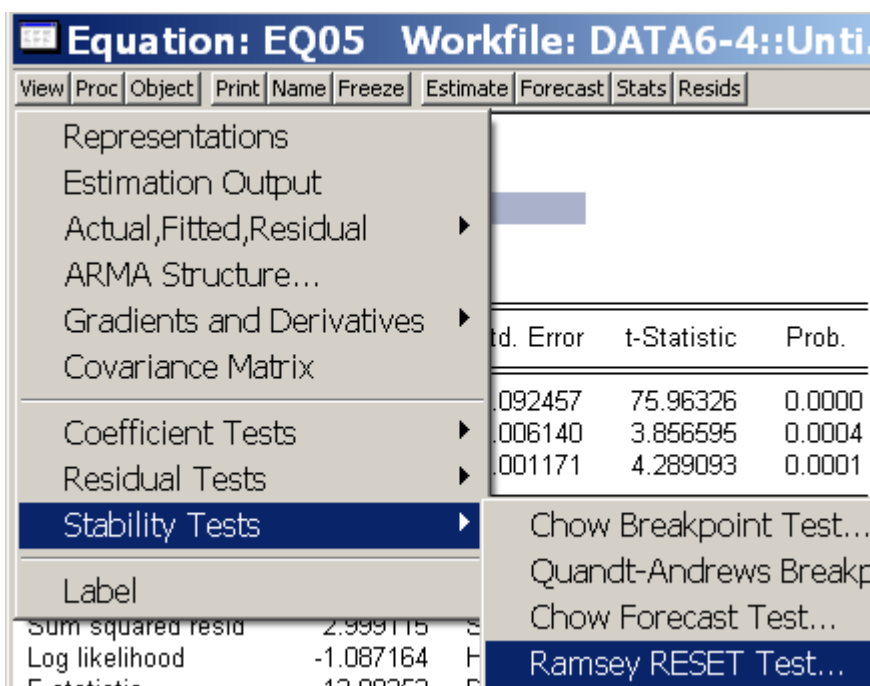 Equation: EQ05 Workfile: DATA6-4::Unti
View Proc Object Print Name Freeze Estimate Forecast Stats Resids
Representations
Estimation Output
Actual,Fitted,Residual
ARMA Structure...
Gradients and Derivatives
Covariance Matrix
Coefficient Tests
Residual Tests
Stability Tests
Label
td. Error t-Statistic Prob.
.092457 75.96326 0.0000
.006140 3.856595 0.0004
.001171 4.289093 0.0001
Chow Breakpoint Test...
Quandt-Andrews Breakp
Chow Forecast Test...
Ramsey RESET Test...
Sum squared resid 2.999115
Log likelihood -1.087164